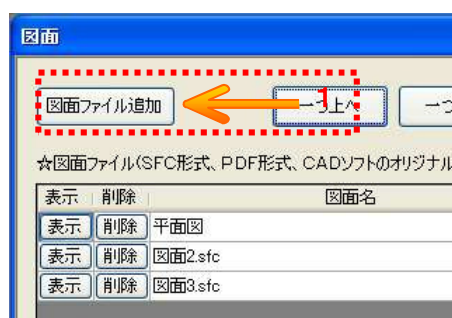 図面
図面ファイル追加 1 一つ上へ 一つ
☆図面ファイル(SFC形式、PDF形式、CADソフトのオリジナル
表示 削除 図面名
表示 削除 平面図
表示 削除 図面2.sfc
表示 削除 図面3.sfc